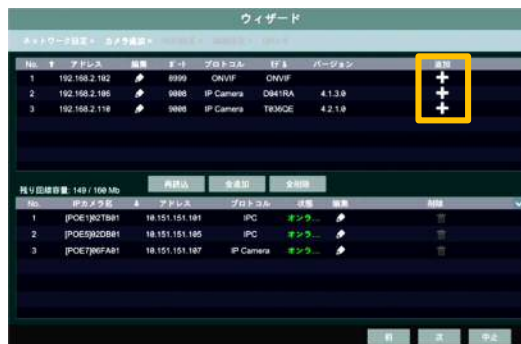 ウィザード
ネットワーク設定 カメラ追加
No. アドレス 編集 ポート プロトコル モデル バージョン 追加
1 192.168.2.102 8999 ONVIF ONVIF
2 192.168.2.105 9008 IP Camera D841RA 4.1.3.0
3 192.168.2.110 9008 IP Camera T836QE 4.2.1.0
残り回線容量: 149 / 160 Mb 再読込 全追加 全削除
No. IPカメラ名 アドレス プロトコル 状態 編集 削除
1 [POE1]02TB01 10.151.151.101 IPC オンラ...
2 [POE5]02DB01 10.151.151.105 IPC オンラ...
3 [POE7]06FA01 10.151.151.107 IP Camera オンラ...
前 次 中止